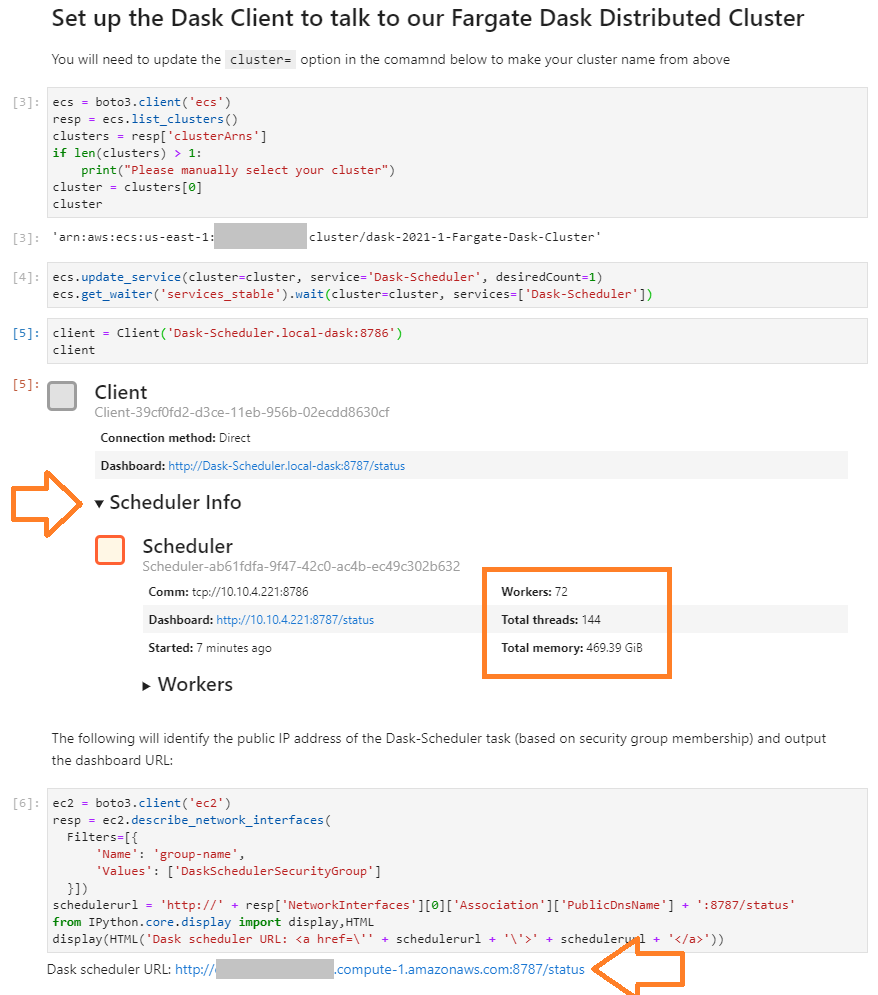 Set up the Dask Client to talk to our Fargate Dask Distributed Cluster
You will need to update the cluster= option in the comamnd below to make your cluster name from above
[3]: ecs = boto3.client('ecs')
resp = ecs.list_clusters()
clusters = resp['clusterArns']
if len(clusters) > 1:
    print("Please manually select your cluster")
cluster = clusters[0]
cluster
[3]: 'arn:aws:ecs:us-east-1: cluster/dask-2021-1-Fargate-Dask-Cluster'
[4]: ecs.update_service(cluster=cluster, service='Dask-Scheduler', desiredCount=1)
ecs.get_waiter('services_stable').wait(cluster=cluster, services=['Dask-Scheduler'])
[5]: client = Client('Dask-Scheduler.local-dask:8786')
client
[5]: Client
Client-39cf0fd2-d3ce-11eb-956b-02ecdd8630cf
Connection method: Direct
Dashboard: http://Dask-Scheduler.local-dask:8787/status
▼ Scheduler Info
Scheduler
Scheduler-ab61fdfa-9f47-42c0-ac4b-ec49c302b632
Comm: tcp://10.10.4.221:8786 Workers: 72
Dashboard: http://10.10.4.221:8787/status Total threads: 144
Started: 7 minutes ago Total memory: 469.39 GiB
▶ Workers
The following will identify the public IP address of the Dask-Scheduler task (based on security group membership) and output
the dashboard URL:
[6]: ec2 = boto3.client('ec2')
resp = ec2.describe_network_interfaces(
  Filters=[{
      'Name': 'group-name',
      'Values': ['DaskSchedulerSecurityGroup']
  }])
schedulerurl = 'http://' + resp['NetworkInterfaces'][0]['Association']['PublicDnsName'] + ':8787/status'
from IPython.core.display import display,HTML
display(HTML('Dask scheduler URL: <a href=\'' + schedulerurl + '\'>' + schedulerurl + '</a>'))
Dask scheduler URL: http:// .compute-1.amazonaws.com:8787/status